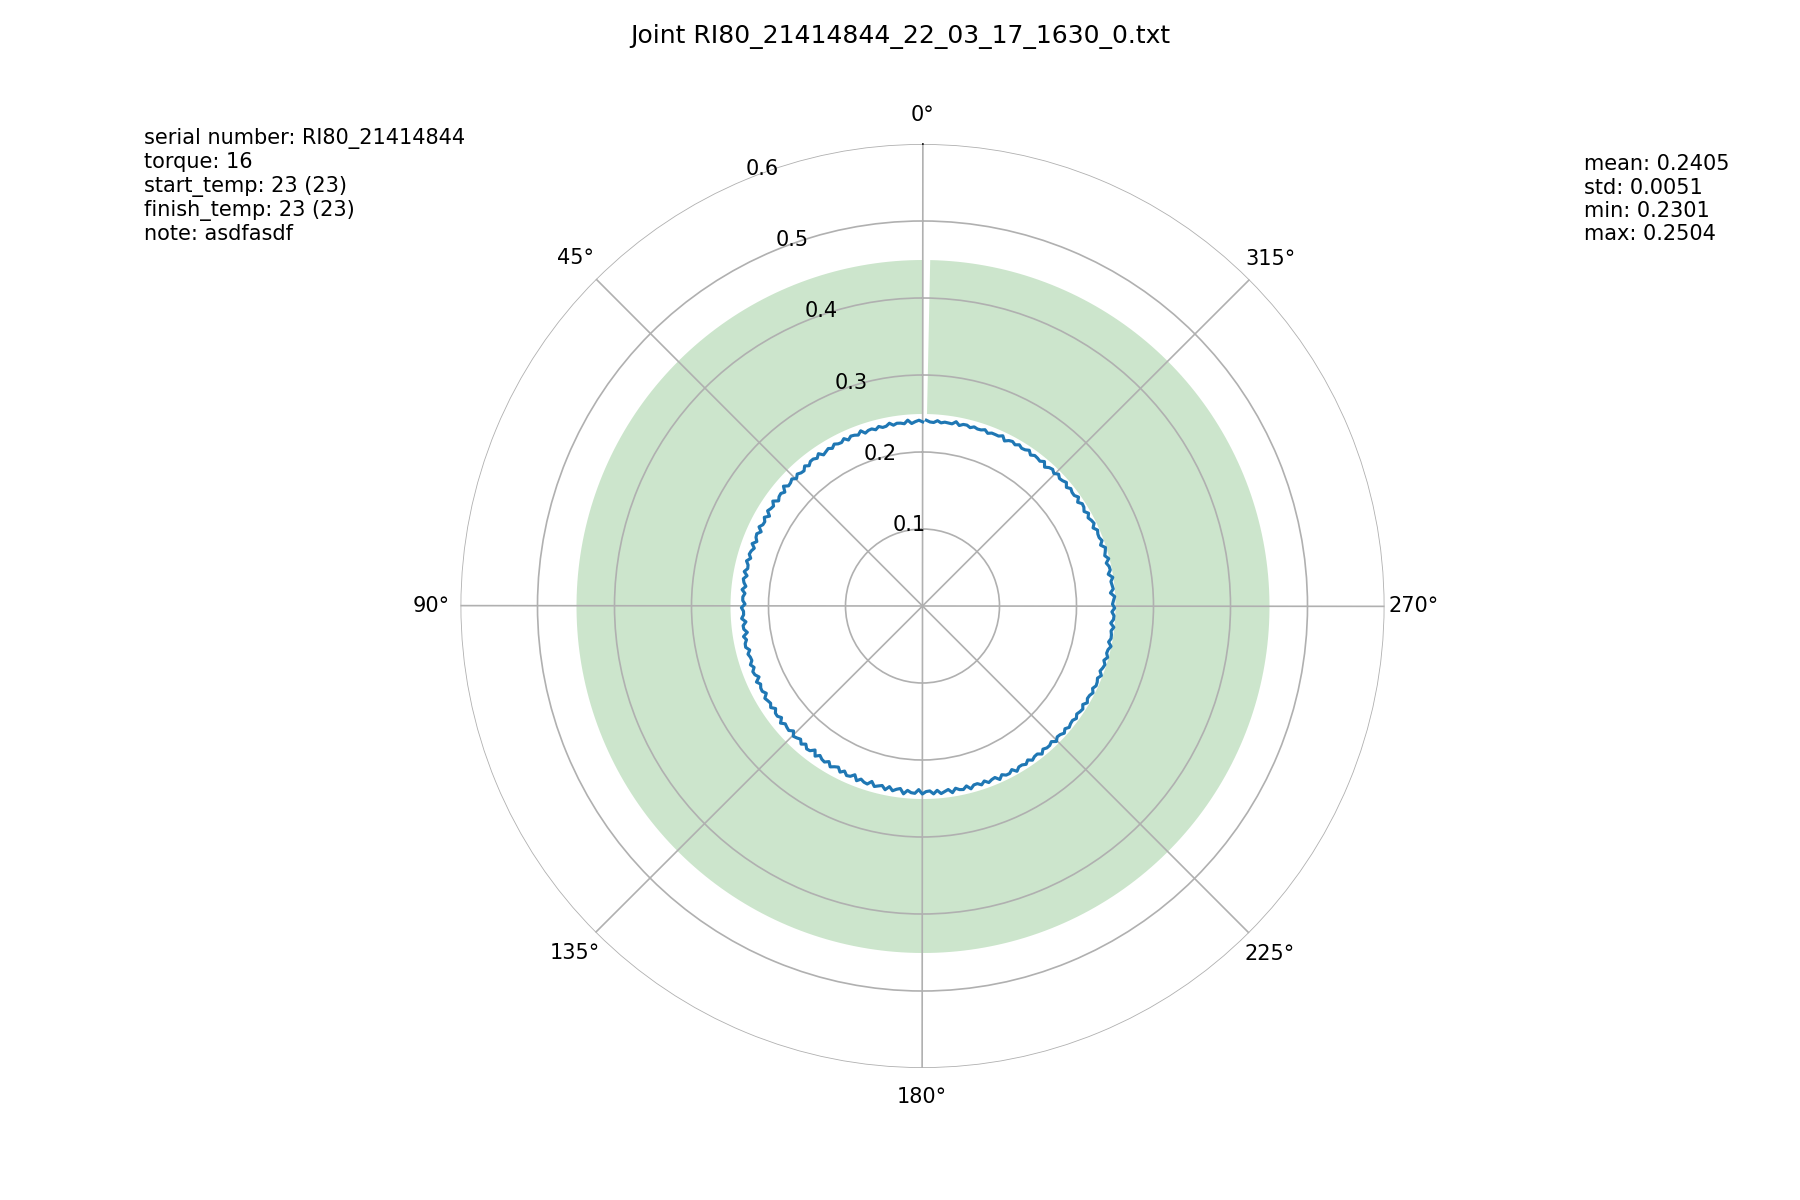 Joint RI80_21414844_22_03_17_1630_0.txt
serial number: RI80_21414844
torque: 16
start_temp: 23 (23)
finish_temp: 23 (23)
note: asdfasdf
mean: 0.2405
std: 0.0051
min: 0.2301
max: 0.2504
0°
45°
90°
135°
180°
225°
270°
315°
0.1
0.2
0.3
0.4
0.5
0.6